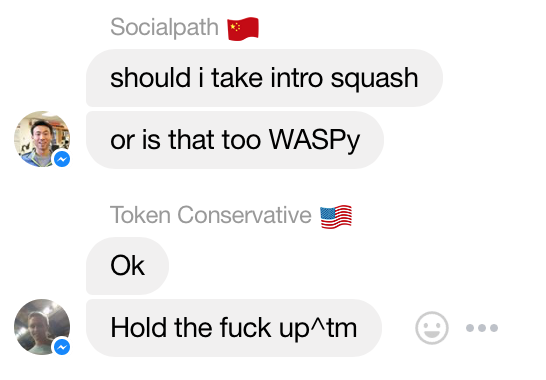 Socialpath 🇨🇳
should i take intro squash
or is that too WASPy
Token Conservative 🇺🇸
Ok
Hold the fuck up^tm